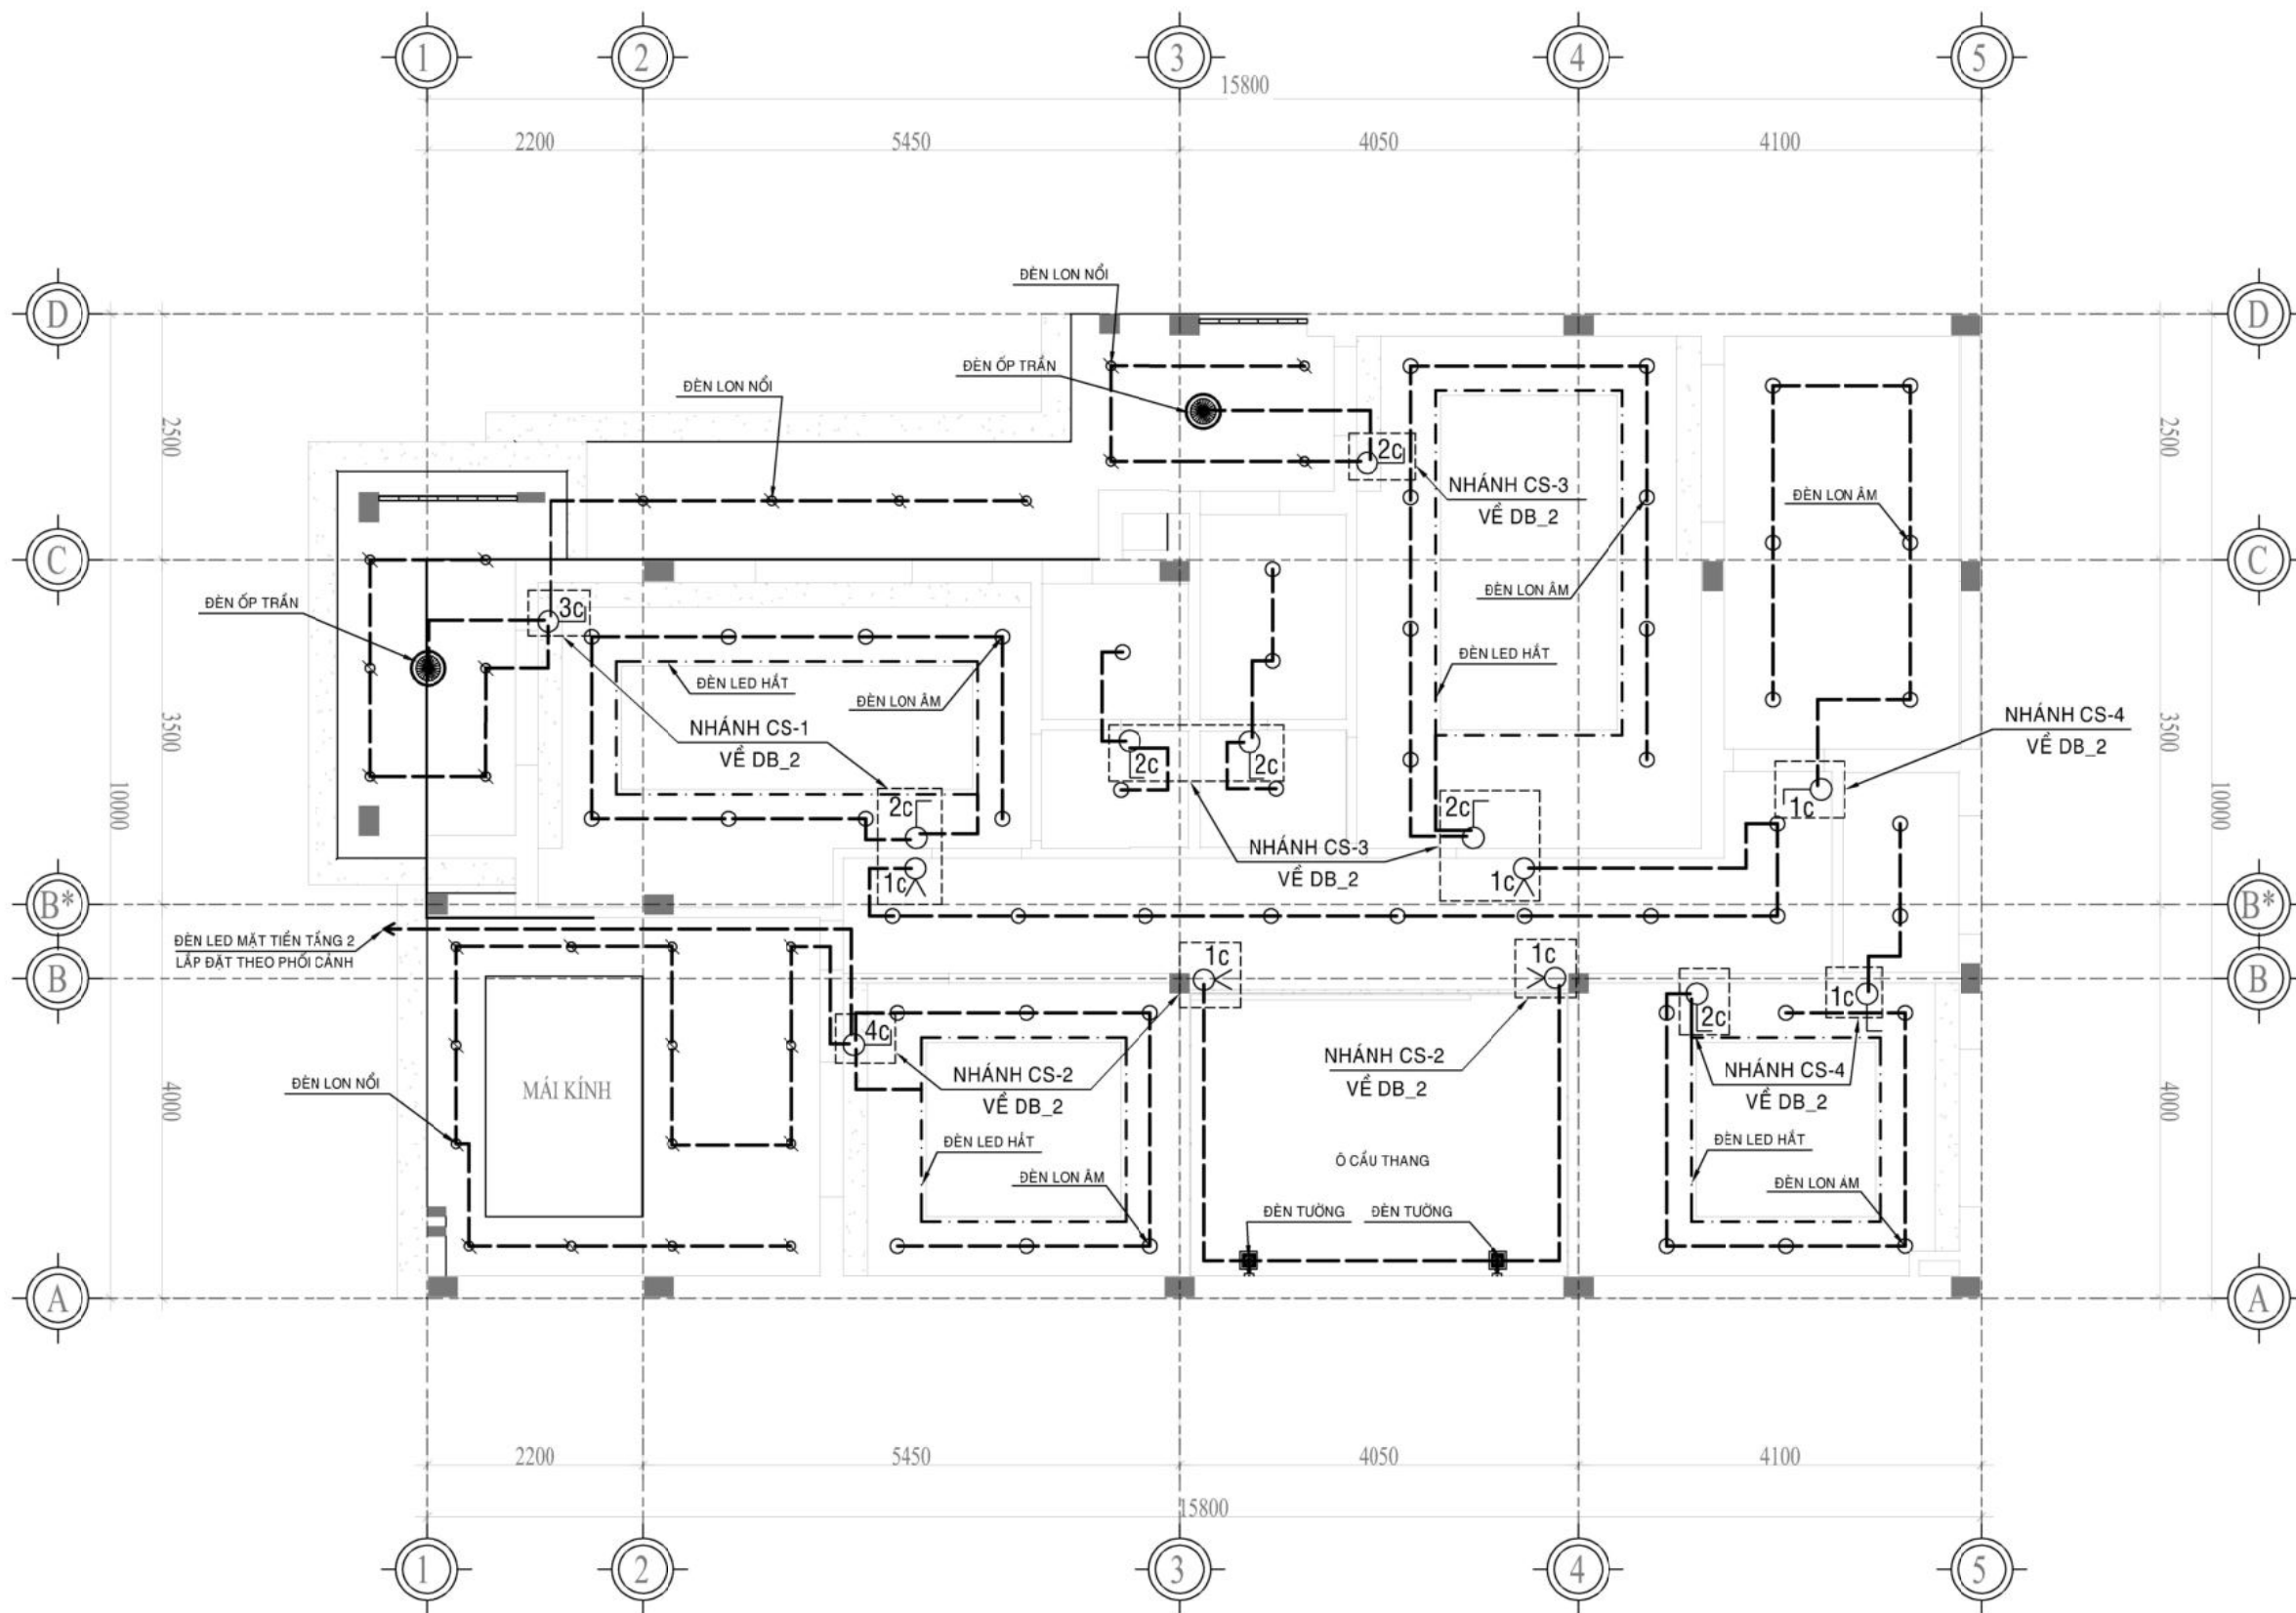 1 2 3 4 5
15800
2200 5450 4050 4100
ĐÈN LON NỔI
D D
ĐÈN ỐP TRẦN
ĐÈN LON NỔI
2500 2500
2c
NHÁNH CS-3
VỀ DB_2
ĐÈN LON ÂM
C C
ĐÈN LON ÂM
ĐÈN ỐP TRẦN
3c
ĐÈN LED HẮT
ĐÈN LED HẮT
ĐÈN LON ÂM
NHÁNH CS-1
VỀ DB_2
NHÁNH CS-4
VỀ DB_2
3500 3500
2c 2c
10000 10000
2c 2c 1c
NHÁNH CS-3
VỀ DB_2
1c 1c
B* B*
ĐÈN LED MẶT TIỀN TẦNG 2
LẮP ĐẶT THEO PHỐI CẢNH
1c 1c
B B
1c
2c
4c
NHÁNH CS-2
VỀ DB_2
NHÁNH CS-2
VỀ DB_2
NHÁNH CS-4
VỀ DB_2
ĐÈN LON NỔI
MÁI KÍNH
4000 4000
ĐÈN LED HẮT
ĐÈN LED HẮT
Ô CẦU THANG
ĐÈN LON ÂM
ĐÈN LON ÂM
ĐÈN TƯỜNG ĐÈN TƯỜNG
A A
2200 5450 4050 4100
15800
1 2 3 4 5